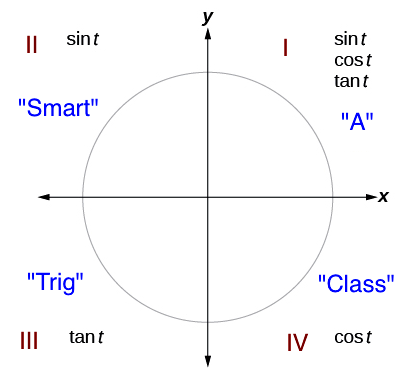 y
II sin t
I sin t
cos t
tan t
"Smart"
"A"
x
"Trig"
"Class"
III tan t
IV cos t